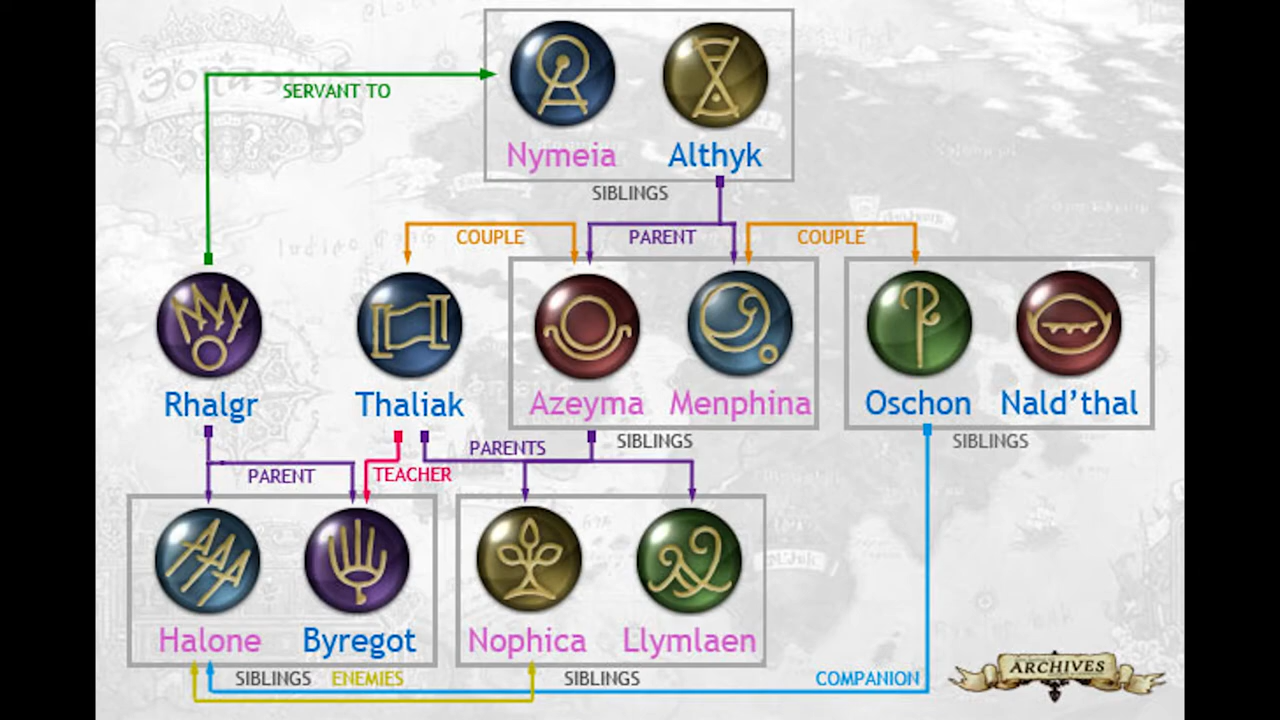 SERVANT TO
Nymeia Althyk
SIBLINGS
COUPLE PARENT COUPLE
Rhalgr Thaliak Azeyma Menphina Oschon Nald'thal
PARENTS SIBLINGS SIBLINGS
PARENT TEACHER
Halone Byregot Nophica Llymlaen
SIBLINGS ENEMIES SIBLINGS COMPANION
ARCHIVES